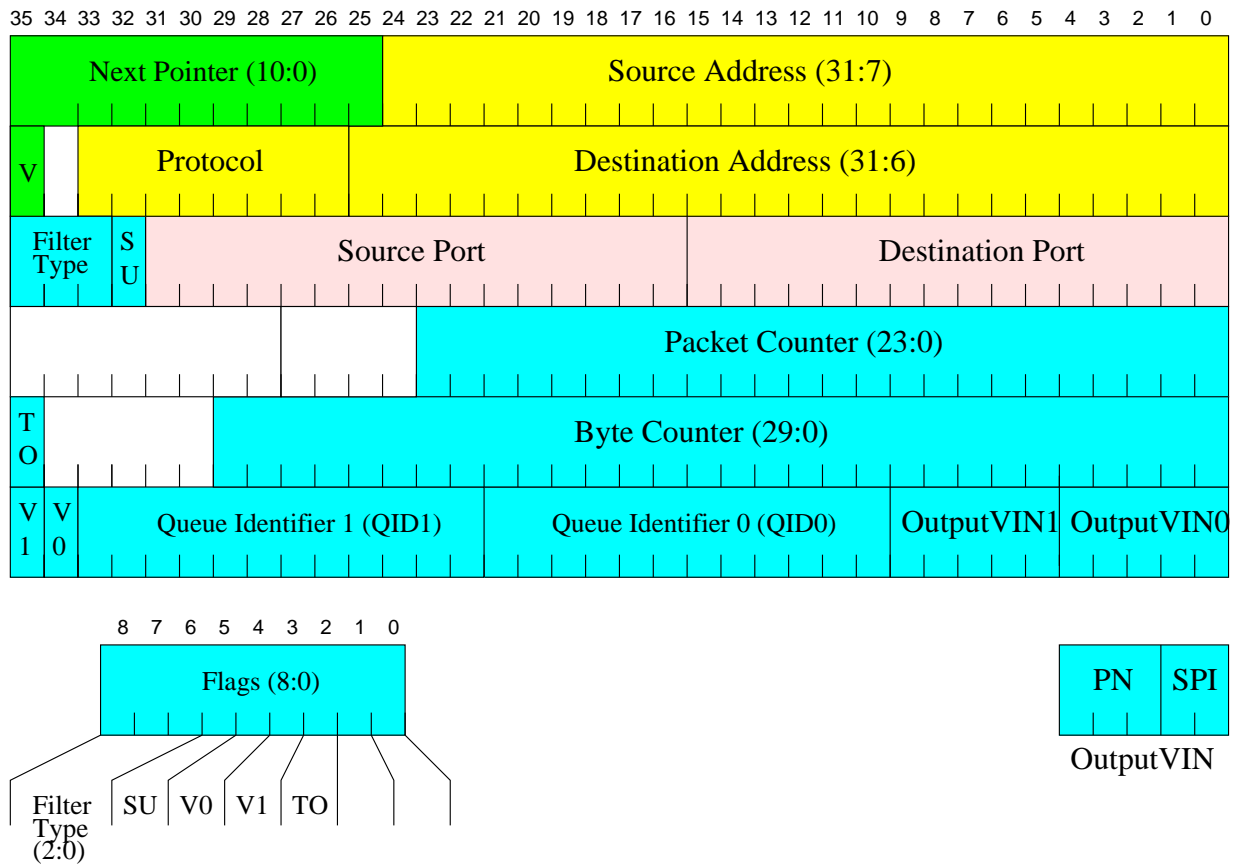 35 34 33 32 31 30 29 28 27 26 25 24 23 22 21 20 19 18 17 16 15 14 13 12 11 10 9 8 7 6 5 4 3 2 1 0
Next Pointer (10:0) Source Address (31:7)
V Protocol Destination Address (31:6)
Filter Type SU Source Port Destination Port
Packet Counter (23:0)
TO Byte Counter (29:0)
V1 V0 Queue Identifier 1 (QID1) Queue Identifier 0 (QID0) OutputVIN1 OutputVIN0
8 7 6 5 4 3 2 1 0
Flags (8:0)
Filter Type (2:0) SU V0 V1 TO
PN SPI
OutputVIN